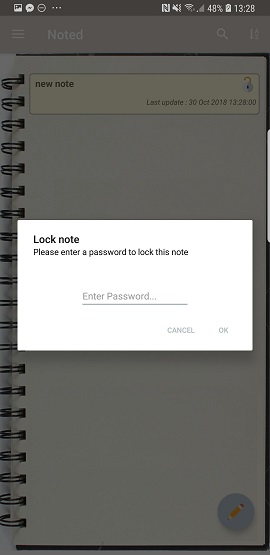 48% 13:28
Noted
new note
Last update : 30 Oct 2018 13:28:00
Lock note
Please enter a password to lock this note
Enter Password...
CANCEL OK